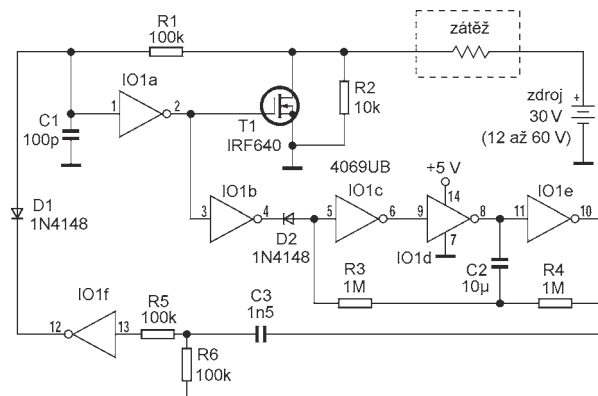 R1
100k
zátěž
IO1a
1
2
C1
100p
T1
IRF640
R2
10k
zdroj
30 V
(12 až 60 V)
+
4069UB
+5 V
IO1b
3
4
D2
1N4148
IO1c
5
6
14
9
8
7
IO1d
IO1e
11
10
D1
1N4148
C2
10µ
R3
1M
R4
1M
IO1f
12
13
R5
100k
C3
1n5
R6
100k